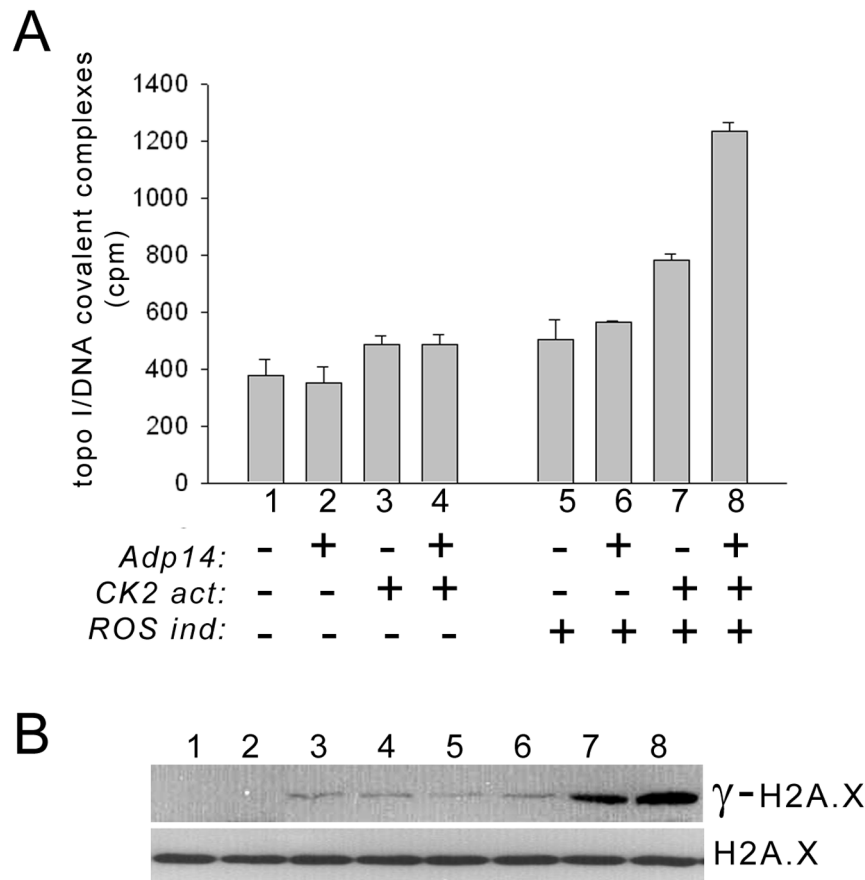 A
topo I/DNA covalent complexes
(cpm)
1400
1200
1000
800
600
400
200
0
1 2 3 4 5 6 7 8
Adp14: - + - + - + - +
CK2 act: - - + + - - + +
ROS ind: - - - - + + + +
B
1 2 3 4 5 6 7 8
γ-H2A.X
H2A.X